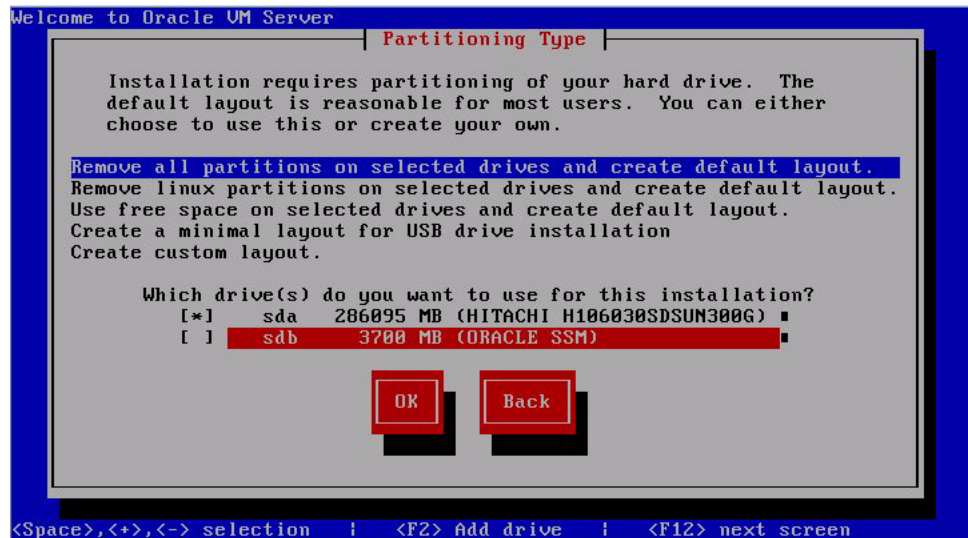 Welcome to Oracle VM Server
Partitioning Type
Installation requires partitioning of your hard drive. The
default layout is reasonable for most users. You can either
choose to use this or create your own.
Remove all partitions on selected drives and create default layout.
Remove linux partitions on selected drives and create default layout.
Use free space on selected drives and create default layout.
Create a minimal layout for USB drive installation
Create custom layout.
Which drive(s) do you want to use for this installation?
[*] sda 286095 MB (HITACHI H106030SDSUN300G)
[ ] sdb 3700 MB (ORACLE SSM)
OK Back
<Space>,<+>,<-> selection | <F2> Add drive | <F12> next screen